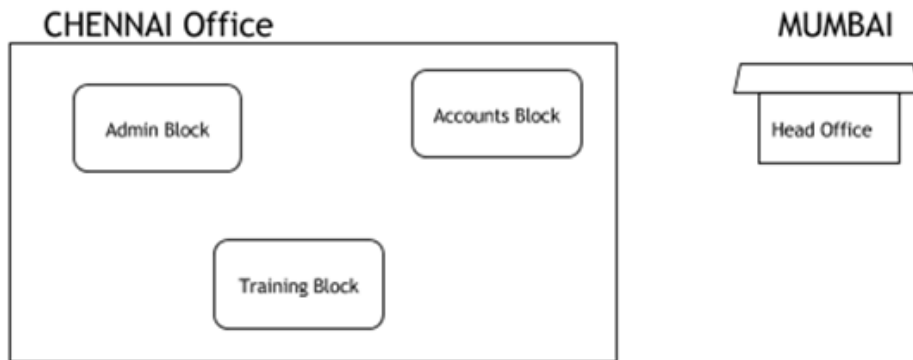 CHENNAI Office
MUMBAI
Admin Block
Accounts Block
Head Office
Training Block